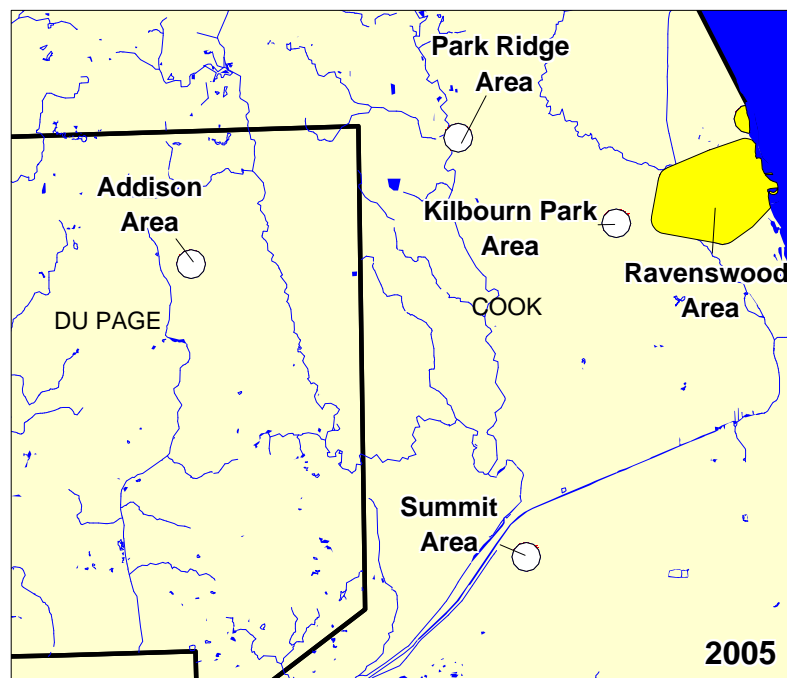 Park Ridge
Area
Addison
Area
Kilbourn Park
Area
Ravenswood
Area
DU PAGE
COOK
Summit
Area
2005